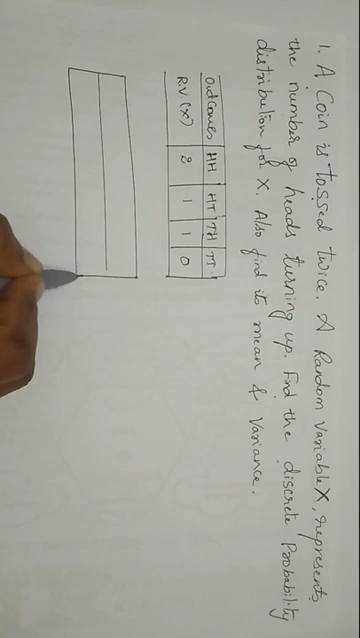 1. A Coin is tossed twice. A Random Variable X, represents
the number of heads turning up. Find the discrete Probability
distribution for X. Also find its mean & Variance.
Outcomes HH HT TH TT
R.V.(X) 2 1 1 0